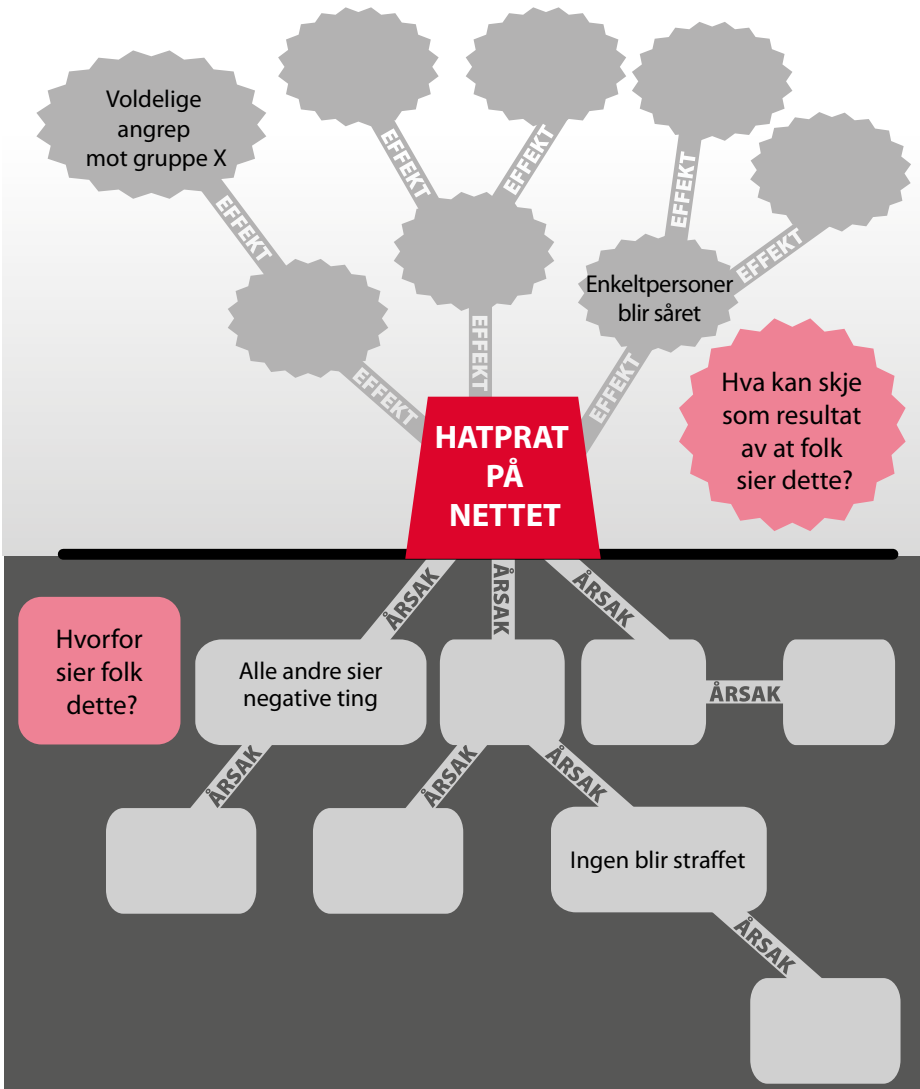 Voldelige
angrep
mot gruppe X
EFFEKT
EFFEKT
EFFEKT
EFFEKT
EFFEKT
Enkeltpersoner
blir såret
EFFEKT
EFFEKT
EFFEKT
Hva kan skje
som resultat
av at folk
sier dette?
HATPRAT
PÅ
NETTET
ÅRSAK
ÅRSAK
ÅRSAK
Hvorfor
sier folk
dette?
Alle andre sier
negative ting
ÅRSAK
ÅRSAK
ÅRSAK
ÅRSAK
Ingen blir straffet
ÅRSAK